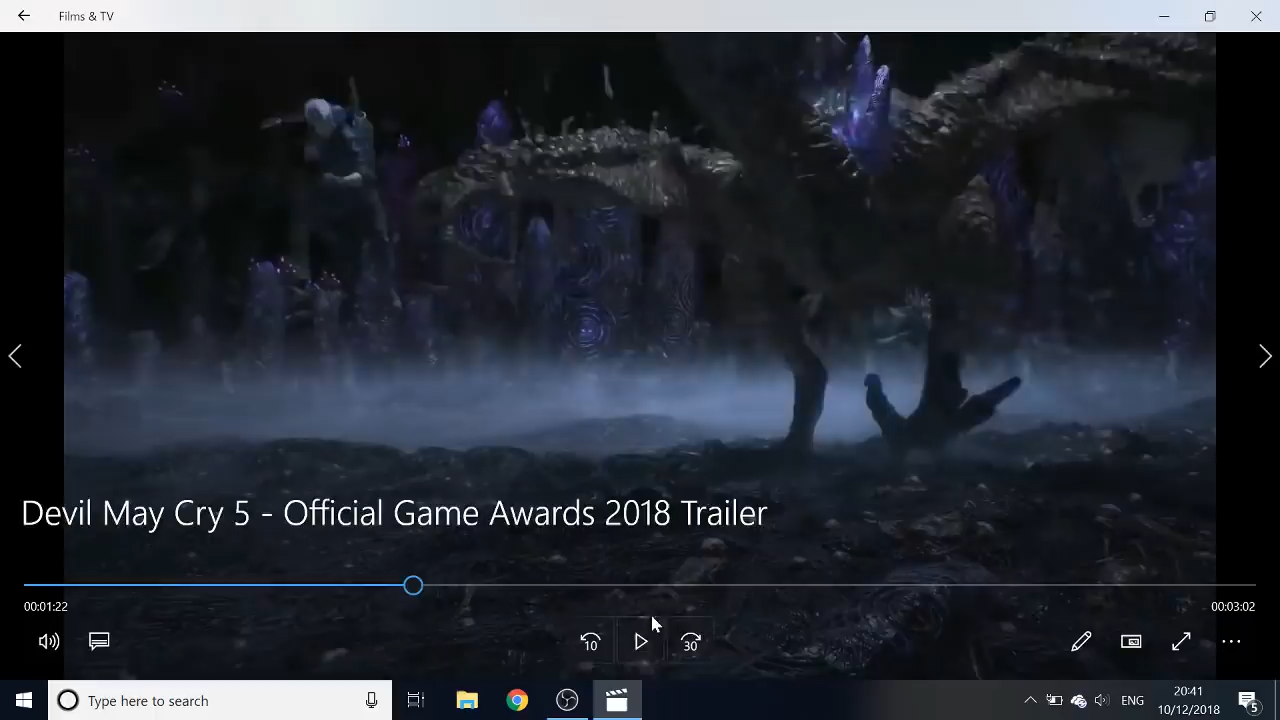 Films & TV
Devil May Cry 5 - Official Game Awards 2018 Trailer
00:01:22
00:03:02
10
30
Type here to search
ENG
20:41
10/12/2018
5